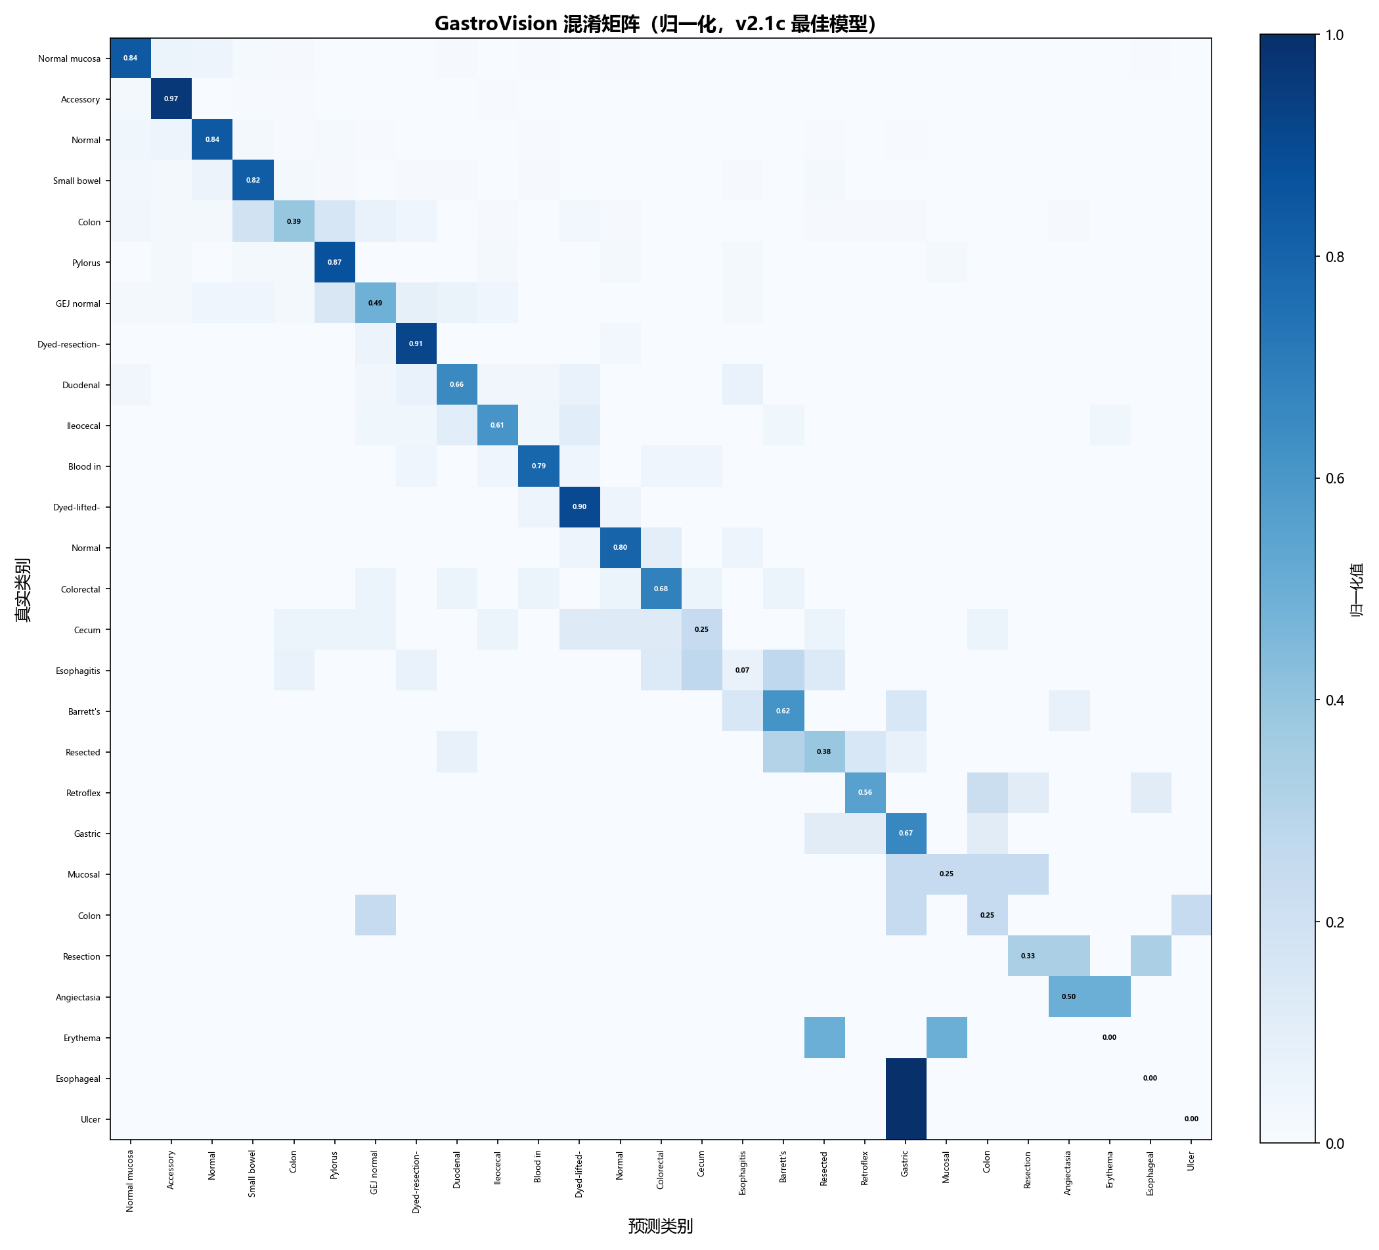 GastroVision 混淆矩阵（归一化，v2.1c 最佳模型）
真实类别
Normal mucosa
Accessory
Normal
Small bowel
Colon
Pylorus
GEJ normal
Dyed-resection-
Duodenal
Ileocecal
Blood in
Dyed-lifted-
Normal
Colorectal
Cecum
Esophagitis
Barrett's
Resected
Retroflex
Gastric
Mucosal
Colon
Resection
Angiectasia
Erythema
Esophageal
Ulcer
0.84
0.97
0.84
0.82
0.39
0.87
0.49
0.91
0.66
0.61
0.79
0.90
0.80
0.68
0.25
0.07
0.62
0.38
0.56
0.67
0.25
0.25
0.33
0.50
0.00
0.00
0.00
Normal mucosa
Accessory
Normal
Small bowel
Colon
Pylorus
GEJ normal
Dyed-resection-
Duodenal
Ileocecal
Blood in
Dyed-lifted-
Normal
Colorectal
Cecum
Esophagitis
Barrett's
Resected
Retroflex
Gastric
Mucosal
Colon
Resection
Angiectasia
Erythema
Esophageal
Ulcer
预测类别
1.0
0.8
0.6
0.4
0.2
0.0
归一化值